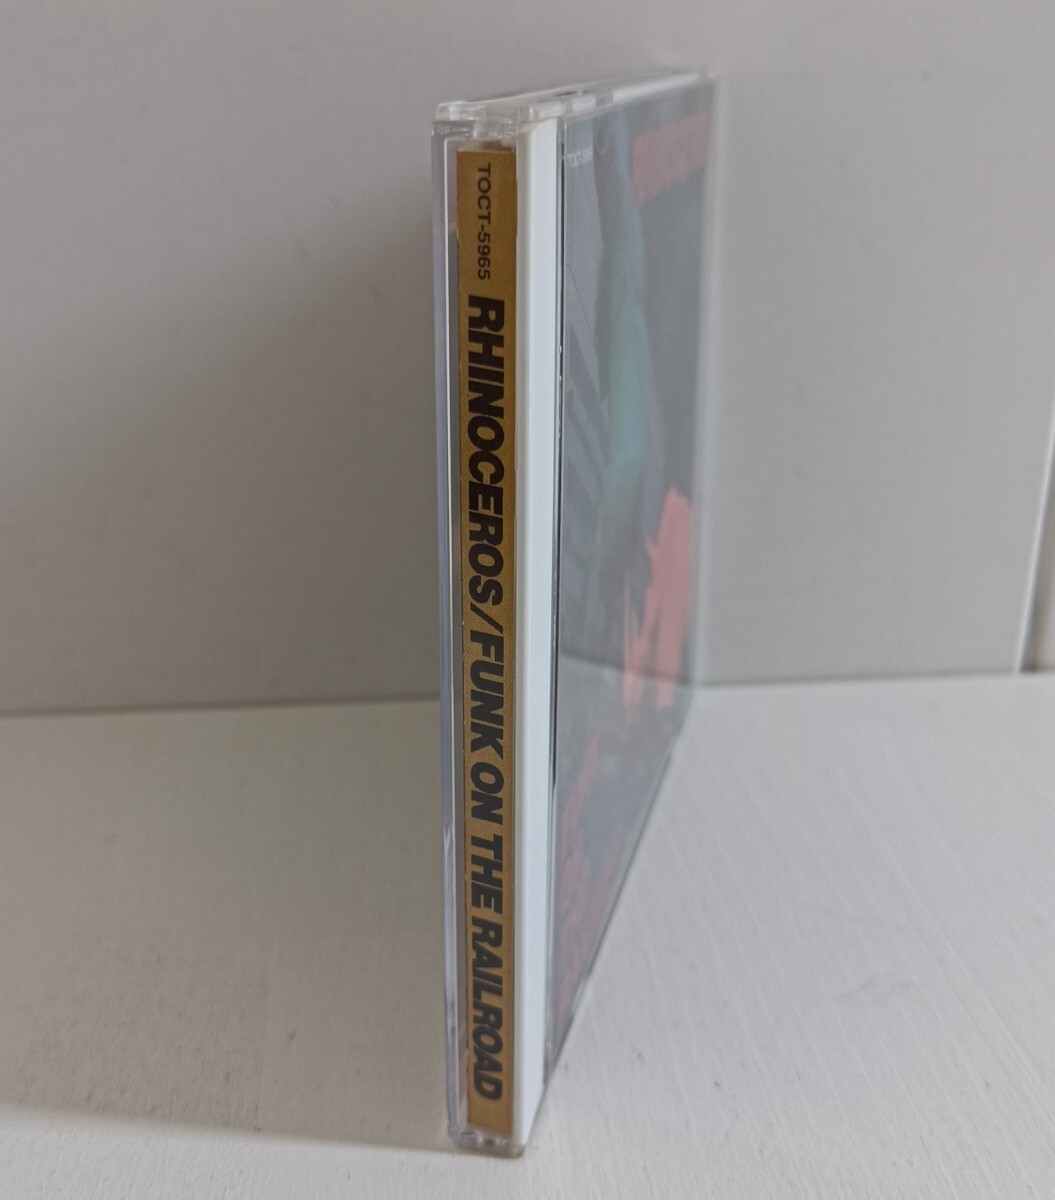 TOCT-5965 RHINOCEROS/FUNK ON THE RAILROAD